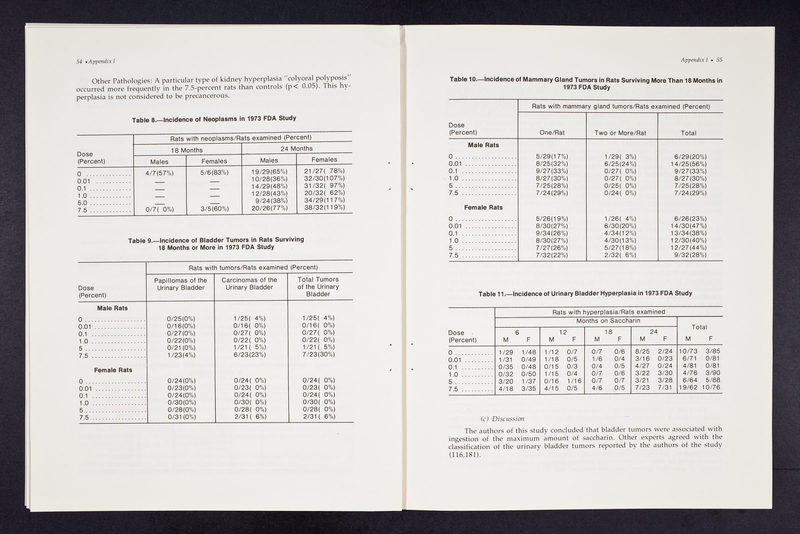 54 • Appendix I
Other Pathologies: A particular type of kidney hyperplasia "colyceal polyposis"
occurred more frequently in the 7.5-percent rats than controls (p< 0.05). This hy-
perplasia is not considered to be precancerous.
Table 8.—Incidence of Neoplasms in 1973 FDA Study
Rats with neoplasms/Rats examined (Percent)
18 Months 24 Months
Dose
(Percent) Males Females Males Females
0 . . . . . . . . . . . 4/7(57%) 5/6(83%) 19/29(65%) 21/27( 78%)
0.01 . . . . . . . . . — — 10/28(36%) 32/30(107%)
0.1 . . . . . . . . . . — — 14/29(48%) 31/32( 97%)
1.0 . . . . . . . . . . — — 12/28(43%) 20/32( 62%)
5.0 . . . . . . . . . . — — 9/24(38%) 34/29(117%)
7.5 . . . . . . . . . . 0/7( 0%) 3/5(60%) 20/26(77%) 38/32(119%)
Table 9.—Incidence of Bladder Tumors in Rats Surviving
18 Months or More in 1973 FDA Study
Rats with tumors/Rats examined (Percent)
Papillomas of the Carcinomas of the Total Tumors
Dose Urinary Bladder Urinary Bladder of the Urinary
(Percent) Bladder
Male Rats
0 . . . . . . . . . . . 0/25(0%) 1/25( 4%) 1/25( 4%)
0.01 . . . . . . . . . 0/16(0%) 0/16( 0%) 0/16( 0%)
0.1 . . . . . . . . . . 0/27(0%) 0/27( 0%) 0/27( 0%)
1.0 . . . . . . . . . . 0/22(0%) 0/22( 0%) 0/22( 0%)
5 . . . . . . . . . . . 0/21(0%) 1/21( 5%) 1/21( 5%)
7.5 . . . . . . . . . . 1/23(4%) 6/23(23%) 7/23(30%)
Female Rats
0 . . . . . . . . . . . 0/24(0%) 0/24( 0%) 0/24( 0%)
0.01 . . . . . . . . . 0/23(0%) 0/23( 0%) 0/23( 0%)
0.1 . . . . . . . . . . 0/24(0%) 0/24( 0%) 0/24( 0%)
1.0 . . . . . . . . . . 0/30(0%) 0/30( 0%) 0/30( 0%)
5 . . . . . . . . . . . 0/28(0%) 0/28( 0%) 0/28( 0%)
7.5 . . . . . . . . . . 0/31(0%) 2/31( 6%) 2/31( 6%)
Appendix I • 55
Table 10.—Incidence of Mammary Gland Tumors in Rats Surviving More Than 18 Months in
1973 FDA Study
Rats with mammary gland tumors/Rats examined (Percent)
Dose
(Percent) One/Rat Two or More/Rat Total
Male Rats
0 . . . . . . . . . . . 5/29(17%) 1/29( 3%) 6/29(20%)
0.01 . . . . . . . . . 8/25(32%) 6/25(24%) 14/25(56%)
0.1 . . . . . . . . . . 9/27(33%) 0/27( 0%) 9/27(33%)
1.0 . . . . . . . . . . 8/27(30%) 0/27( 0%) 8/27(30%)
5 . . . . . . . . . . . 7/25(28%) 0/25( 0%) 7/25(28%)
7.5 . . . . . . . . . . 7/24(29%) 0/24( 0%) 7/24(29%)
Female Rats
0 . . . . . . . . . . . 5/26(19%) 1/26( 4%) 6/26(23%)
0.01 . . . . . . . . . 8/30(27%) 6/30(20%) 14/30(47%)
0.1 . . . . . . . . . . 9/34(26%) 4/34(12%) 13/34(38%)
1.0 . . . . . . . . . . 8/30(27%) 4/30(13%) 12/30(40%)
5 . . . . . . . . . . . 7/27(26%) 5/27(18%) 12/27(44%)
7.5 . . . . . . . . . . 7/32(22%) 2/32( 6%) 9/32(28%)
Table 11.—Incidence of Urinary Bladder Hyperplasia in 1973 FDA Study
Rats with hyperplasia/Rats examined
Months on Saccharin
Total
Dose 6 12 18 24
(Percent) M F M F M F M F M F
0 . . . . . . . . . . . 1/29 1/48 1/12 0/7 0/7 0/6 8/25 2/24 10/73 3/85
0.01 . . . . . . . . . 1/31 0/49 1/18 0/5 1/6 0/4 3/16 0/23 6/71 0/81
0.1 . . . . . . . . . . 0/35 0/48 0/15 0/3 0/4 0/5 4/27 0/24 4/81 0/81
1.0 . . . . . . . . . . 0/32 0/50 1/15 0/4 0/7 0/6 3/22 3/30 4/76 3/90
5 . . . . . . . . . . . 3/20 1/37 0/16 1/16 0/7 0/7 3/21 3/28 6/64 5/88
7.5 . . . . . . . . . . 4/18 3/35 4/15 0/5 4/6 0/5 7/23 7/31 19/62 10/76
(c) Discussion
The authors of this study concluded that bladder tumors were associated with
ingestion of the maximum amount of saccharin. Other experts agreed with the
classification of the urinary bladder tumors reported by the authors of the study
(116,181).